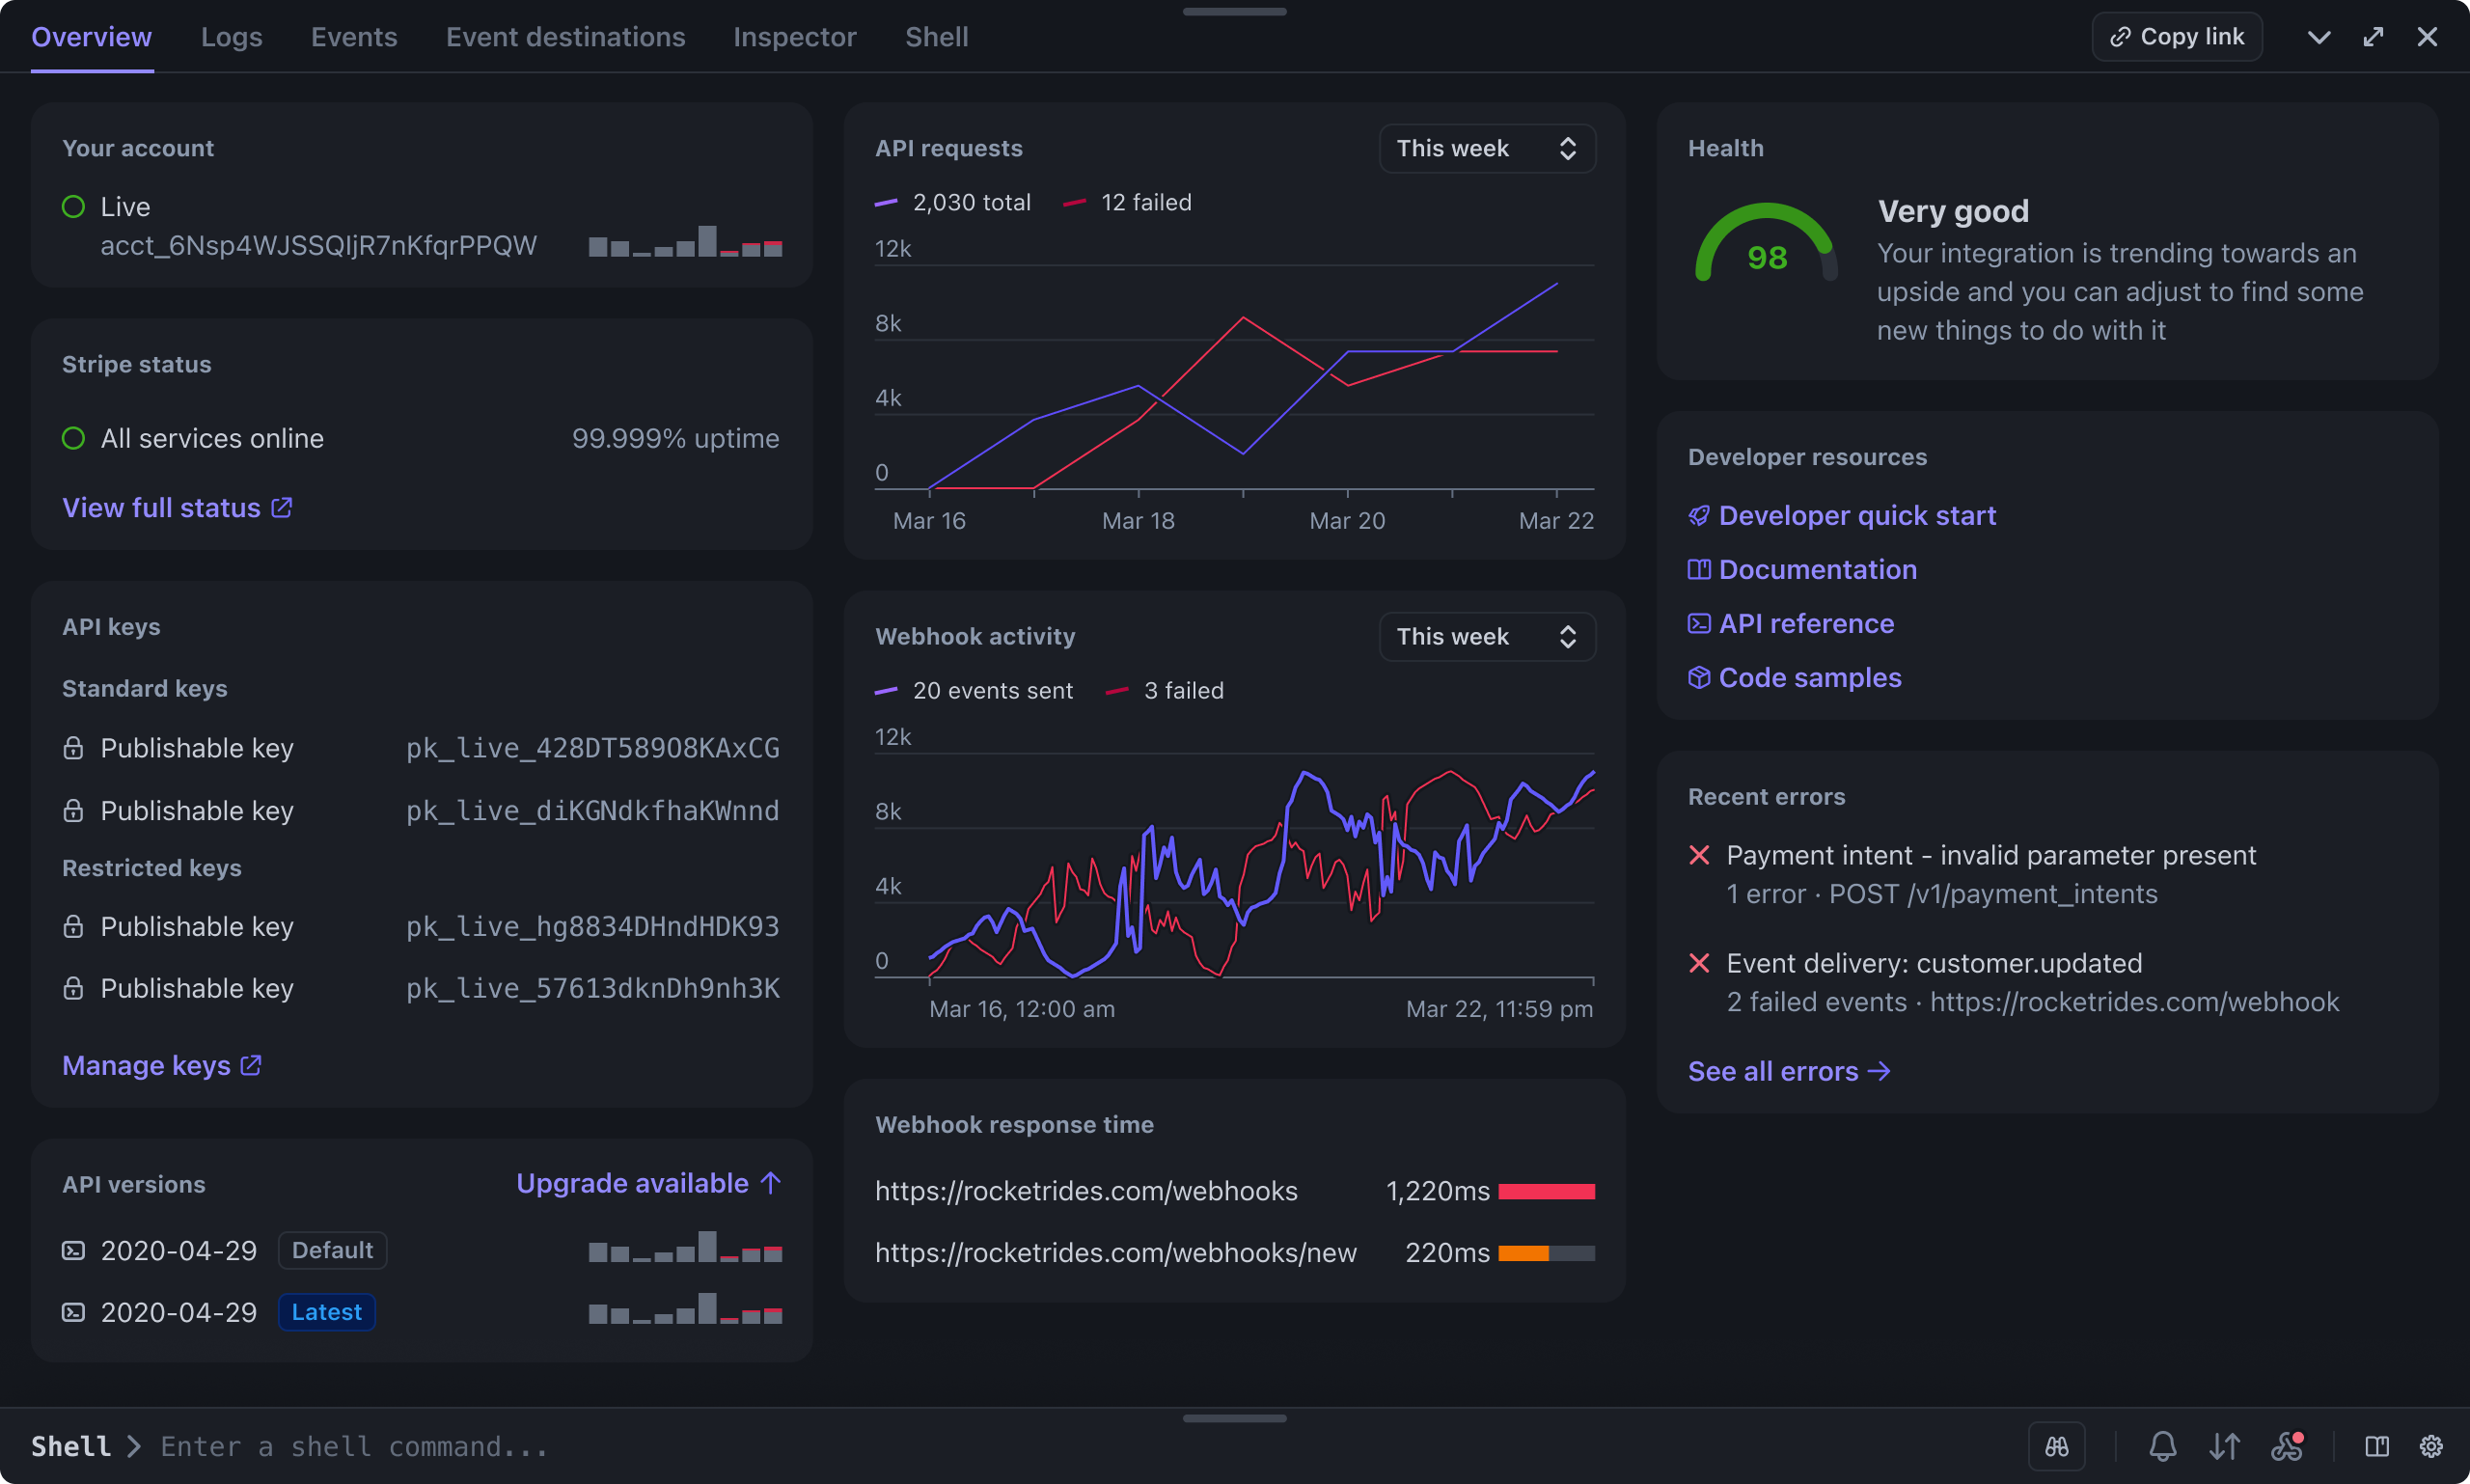 Overview
Logs
Events
Event destinations
Inspector
Shell
Copy link
Your account
Live
acct_6Nsp4WJSSQljR7nKfqrPPQW
Stripe status
All services online
99.999% uptime
View full status
API keys
Standard keys
Publishable key
pk_live_428DT589O8KAxCG
Publishable key
pk_live_diKGNdkfhaKWnnd
Restricted keys
Publishable key
pk_live_hg8834DHndHDK93
Publishable key
pk_live_57613dknDh9nh3K
Manage keys
API versions
Upgrade available
2020-04-29
Default
2020-04-29
Latest
API requests
This week
2,030 total
12 failed
12k
8k
4k
0
Mar 16
Mar 18
Mar 20
Mar 22
Webhook activity
This week
20 events sent
3 failed
12k
8k
4k
0
Mar 16, 12:00 am
Mar 22, 11:59 pm
Webhook response time
https://rocketrides.com/webhooks
1,220ms
https://rocketrides.com/webhooks/new
220ms
Health
98
Very good
Your integration is trending towards an
upside and you can adjust to find some
new things to do with it
Developer resources
Developer quick start
Documentation
API reference
Code samples
Recent errors
Payment intent - invalid parameter present
1 error · POST /v1/payment_intents
Event delivery: customer.updated
2 failed events · https://rocketrides.com/webhook
See all errors
Shell
Enter a shell command...